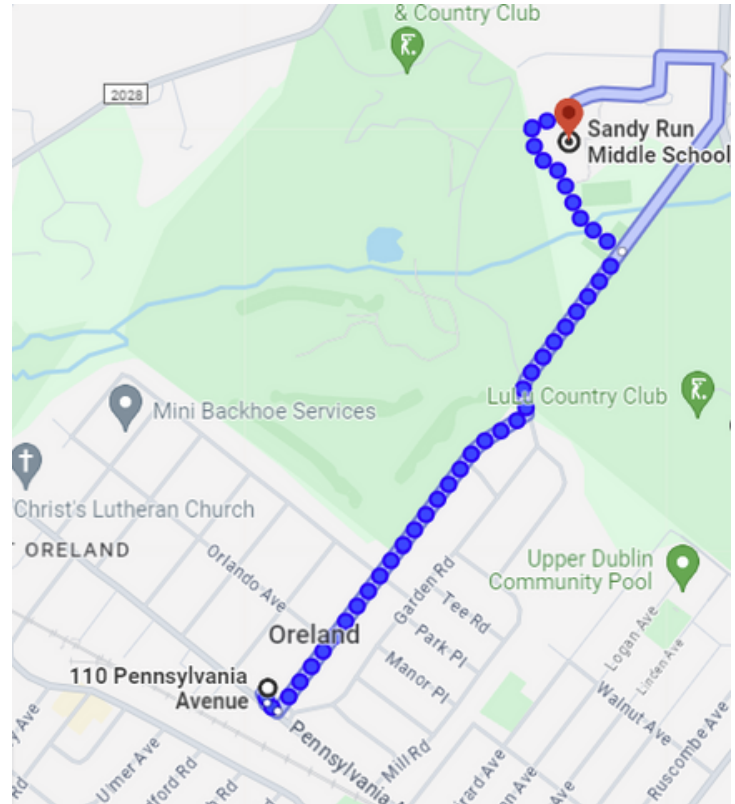 & Country Club
2028
Sandy Run
Middle School
LuLu Country Club
Mini Backhoe Services
Christ's Lutheran Church
ORELAND
Upper Dublin
Community Pool
Orlando Ave
Garden Rd
Tee Rd
Park Pl
Manor Pl
Logan Ave
Linden Ave
Oreland
110 Pennsylvania
Avenue
Walnut Ave
Ruscombe Ave
Pennsylvania
Mill Rd
Ulmer Ave
Ave
Rd